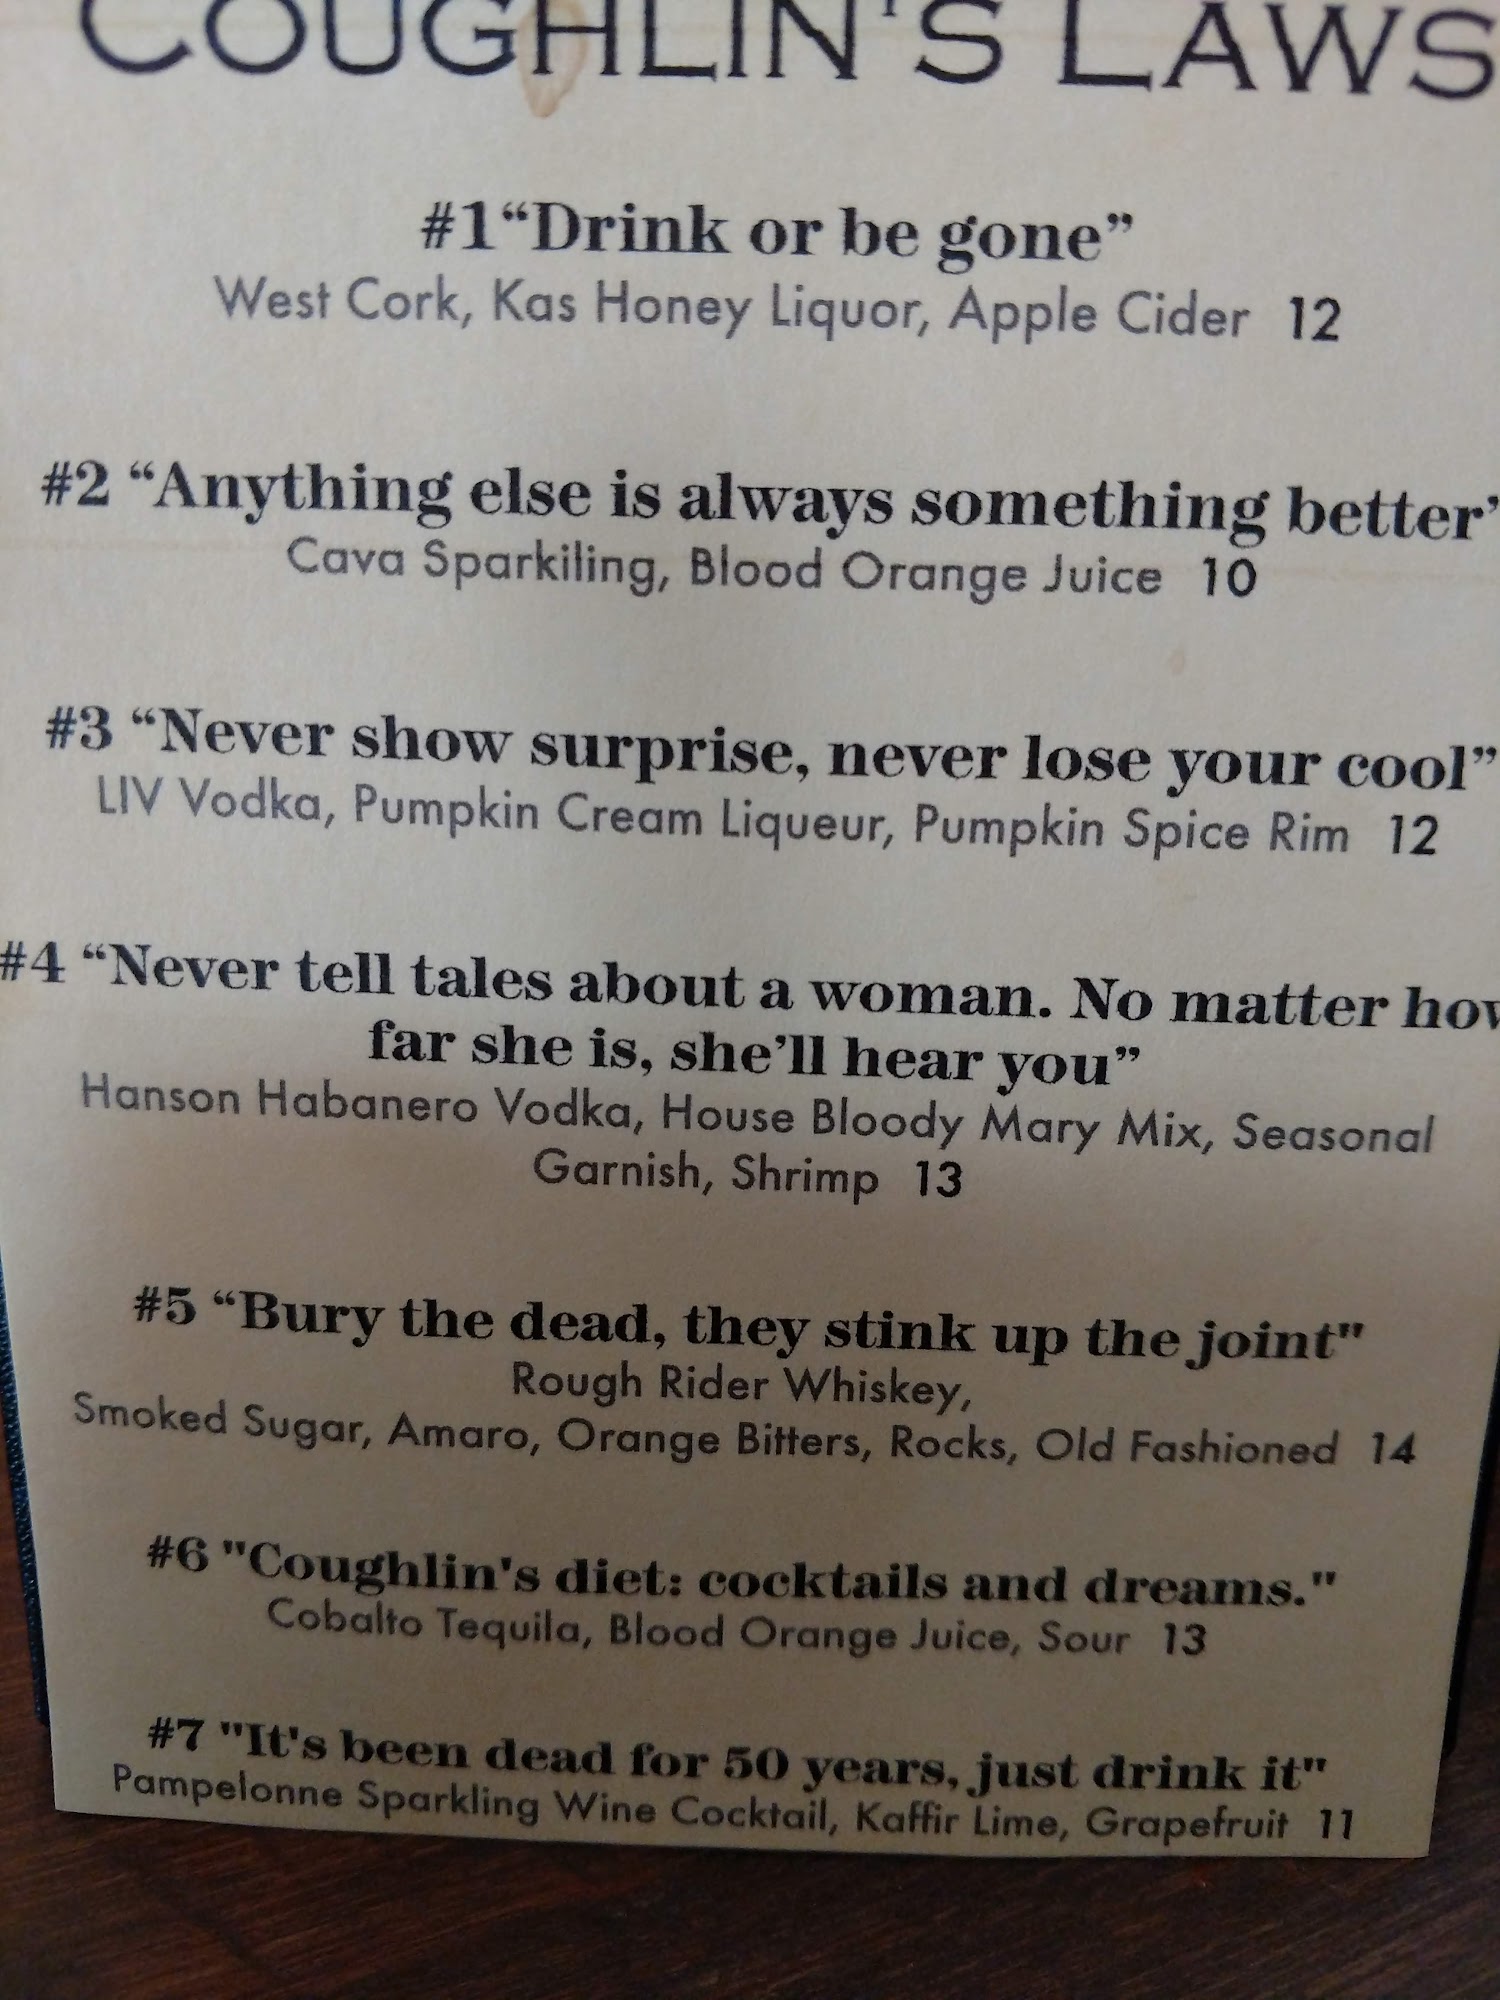 COUGHLIN'S LAWS
#1“Drink or be gone”
West Cork, Kas Honey Liquor, Apple Cider 12
#2 “Anything else is always something better”
Cava Sparkiling, Blood Orange Juice 10
#3 “Never show surprise, never lose your cool”
LIV Vodka, Pumpkin Cream Liqueur, Pumpkin Spice Rim 12
#4 “Never tell tales about a woman. No matter how
far she is, she’ll hear you”
Hanson Habanero Vodka, House Bloody Mary Mix, Seasonal
Garnish, Shrimp 13
#5 “Bury the dead, they stink up the joint"
Rough Rider Whiskey,
Smoked Sugar, Amaro, Orange Bitters, Rocks, Old Fashioned 14
#6 "Coughlin's diet: cocktails and dreams."
Cobalto Tequila, Blood Orange Juice, Sour 13
#7 "It's been dead for 50 years, just drink it"
Pampelonne Sparkling Wine Cocktail, Kaffir Lime, Grapefruit 11